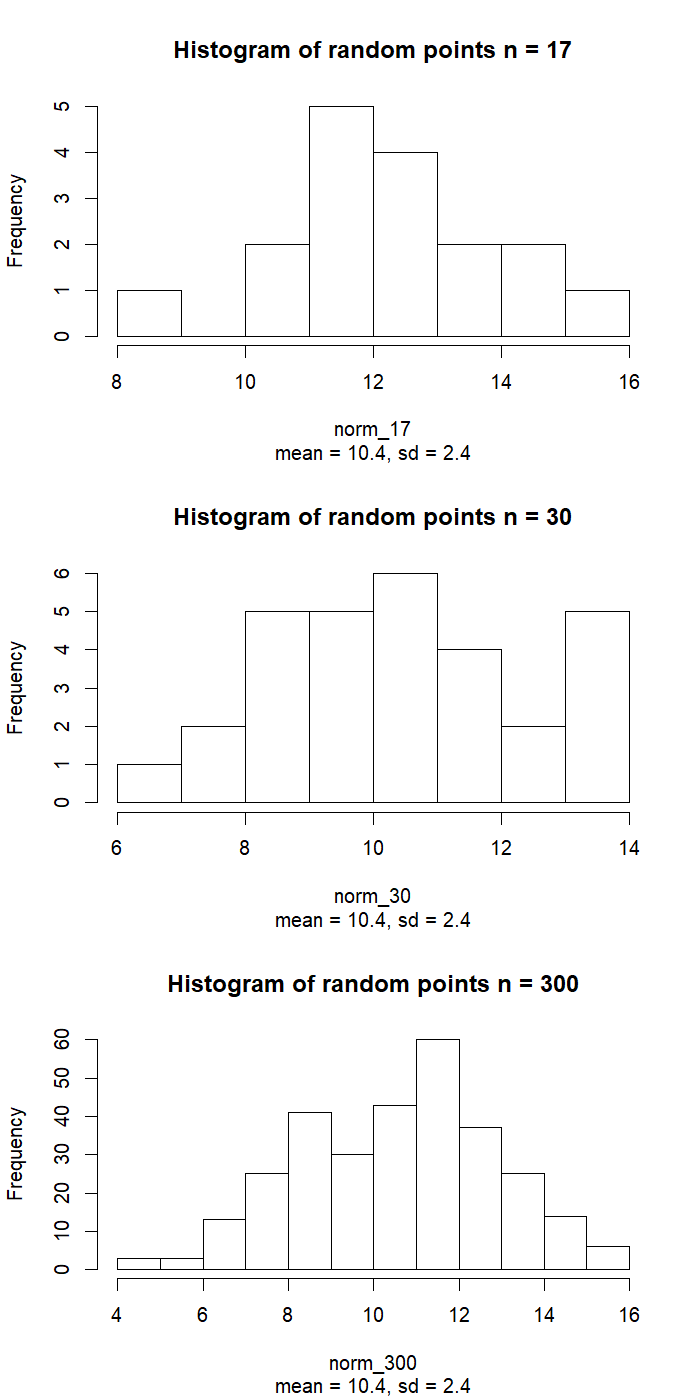 Histogram of random points n = 17
Frequency
5
4
3
2
1
0
8 10 12 14 16
norm_17
mean = 10.4, sd = 2.4
Histogram of random points n = 30
Frequency
6
5
4
3
2
1
0
6 8 10 12 14
norm_30
mean = 10.4, sd = 2.4
Histogram of random points n = 300
Frequency
60
50
40
30
20
10
0
4 6 8 10 12 14 16
norm_300
mean = 10.4, sd = 2.4